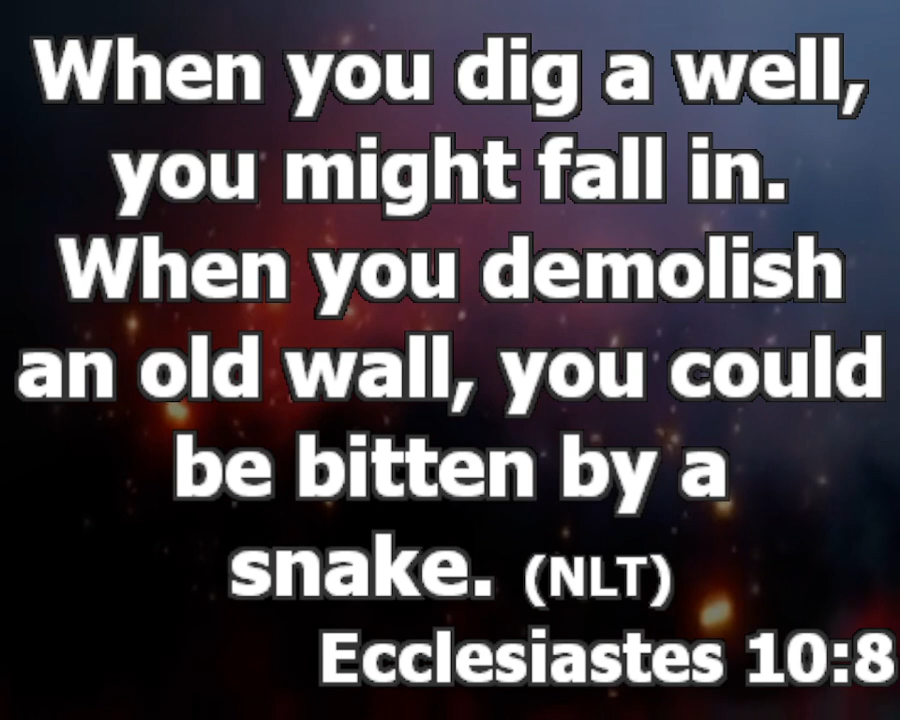 When you dig a well,
you might fall in.
When you demolish
an old wall, you could
be bitten by a
snake. (NLT)
Ecclesiastes 10:8